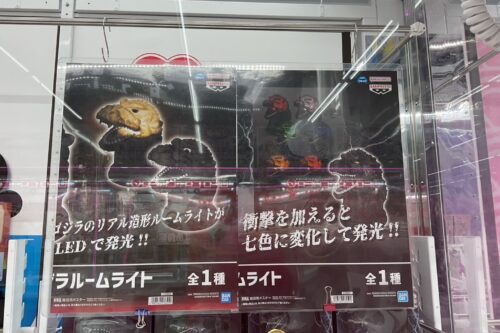 ゴジラのリアル造形ルームライトが
LEDで発光!!
ラルームライト
全1種
衝撃を加えると
七色に変化して発光!!
ムライト
全1種